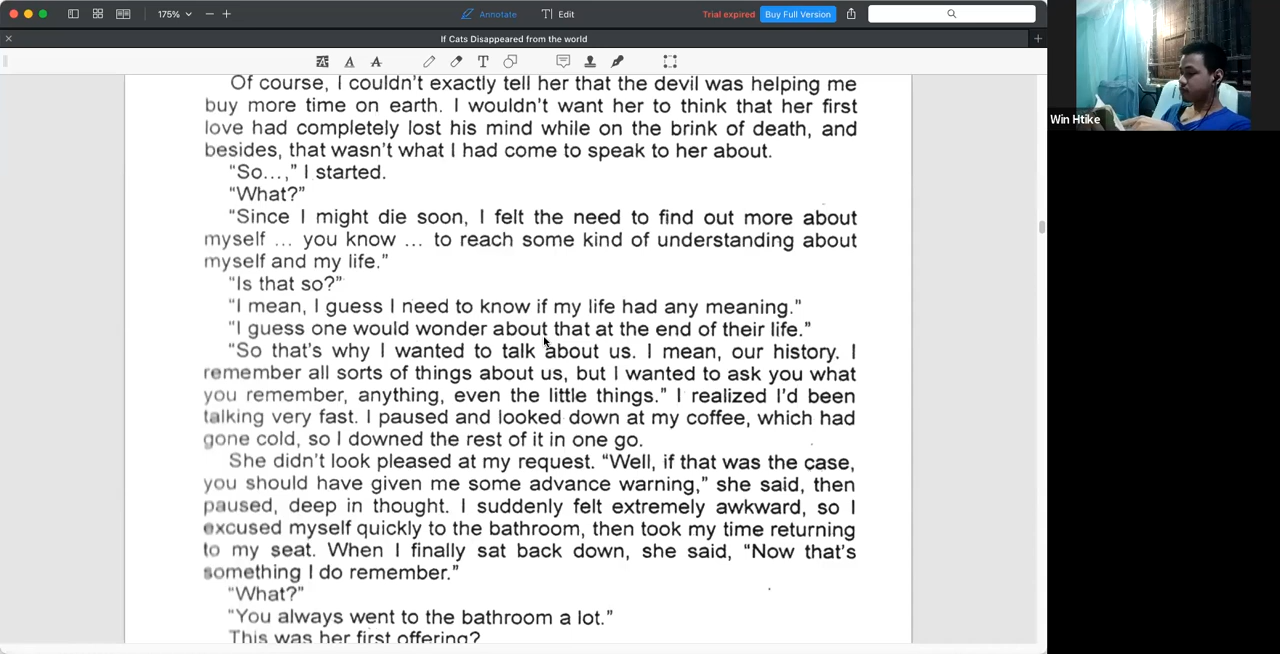 175%
Annotate
Edit
Trial expired
Buy Full Version
If Cats Disappeared from the world
Of course, I couldn't exactly tell her that the devil was helping me
buy more time on earth. I wouldn't want her to think that her first
love had completely lost his mind while on the brink of death, and
besides, that wasn't what I had come to speak to her about.
“So…,” I started.
“What?”
“Since I might die soon, I felt the need to find out more about
myself … you know … to reach some kind of understanding about
myself and my life.”
“Is that so?”
“I mean, I guess I need to know if my life had any meaning.”
“I guess one would wonder about that at the end of their life.”
“So that's why I wanted to talk about us. I mean, our history. I
remember all sorts of things about us, but I wanted to ask you what
you remember, anything, even the little things.” I realized I'd been
talking very fast. I paused and looked down at my coffee, which had
gone cold, so I downed the rest of it in one go.
She didn't look pleased at my request. “Well, if that was the case,
you should have given me some advance warning,” she said, then
paused, deep in thought. I suddenly felt extremely awkward, so I
excused myself quickly to the bathroom, then took my time returning
to my seat. When I finally sat back down, she said, “Now that's
something I do remember.”
“What?”
“You always went to the bathroom a lot.”
This was her first offering?
Win Htike